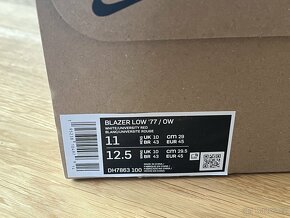 BLAZER LOW '77 / OW
WHITE/UNIVERSITY RED
BLANC/UNIVERSITE ROUGE
11 UK 10 CM 29
BR 43 EUR 45
12.5 UK 10 CM 29.5
BR 43 EUR 45
DH7863 100